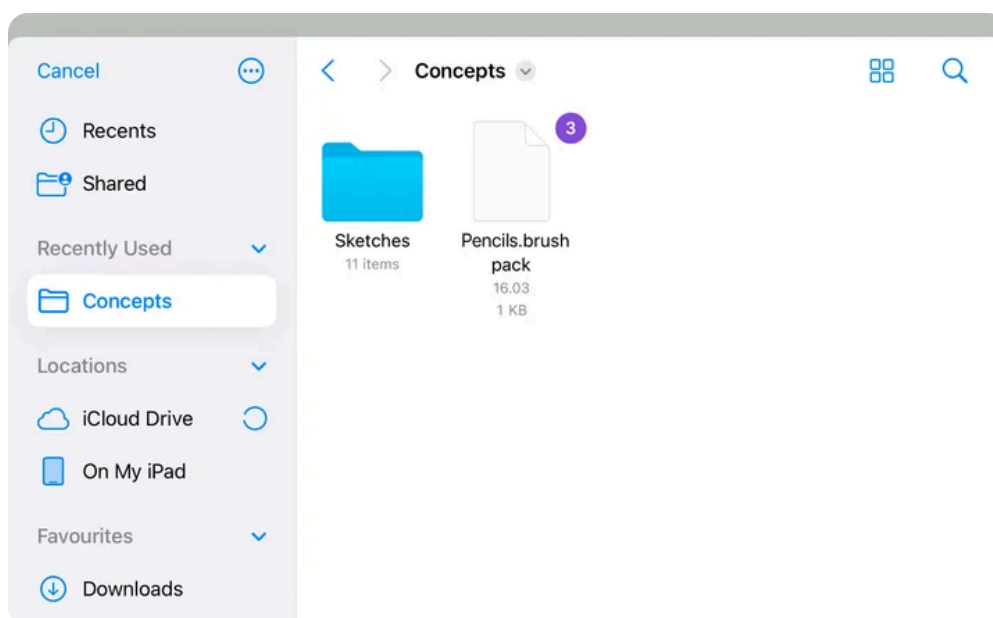 Cancel
Recents
Shared
Recently Used
Concepts
Locations
iCloud Drive
On My iPad
Favourites
Downloads
Concepts
3
Sketches
11 items
Pencils.brush
pack
16.03
1 KB